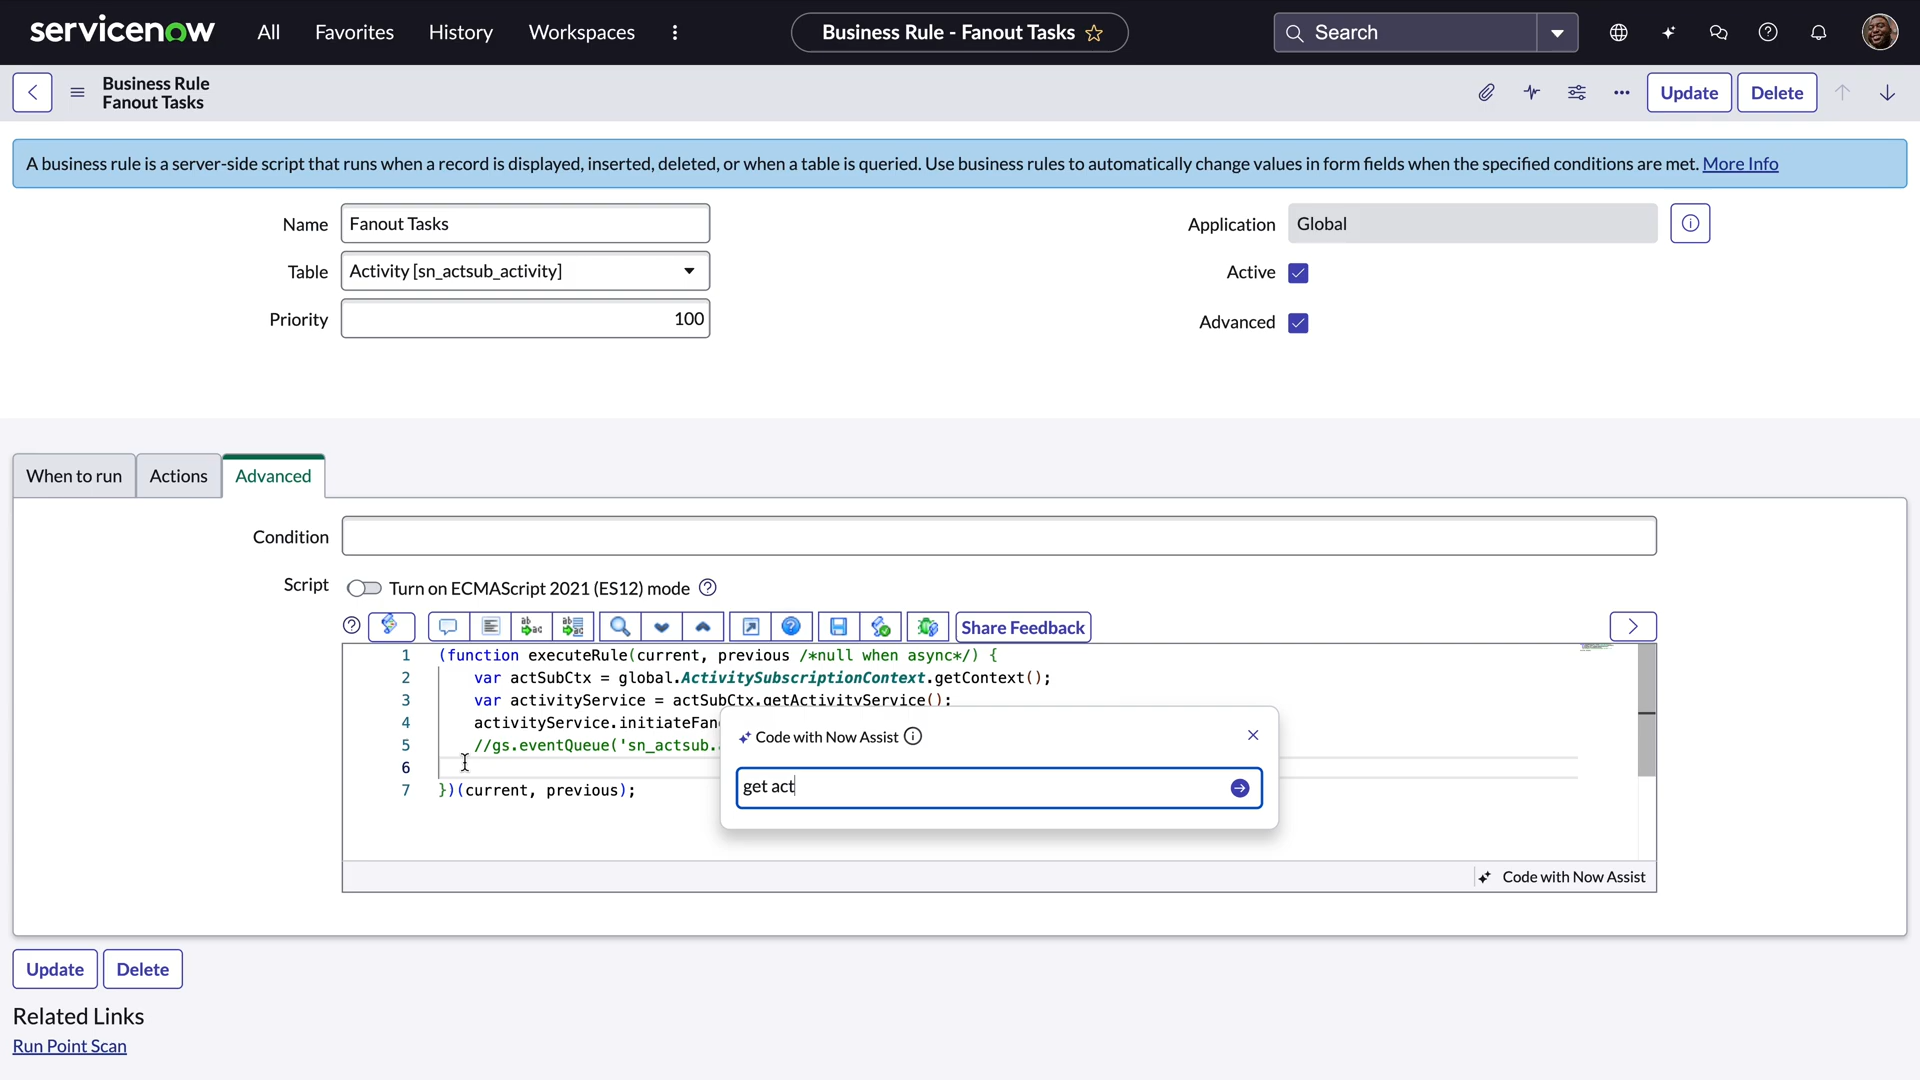 servicenow All Favorites History Workspaces Business Rule - Fanout Tasks Search
Business Rule
Fanout Tasks
Update Delete
A business rule is a server-side script that runs when a record is displayed, inserted, deleted, or when a table is queried. Use business rules to automatically change values in form fields when the specified conditions are met. More Info
Name Fanout Tasks Application Global
Table Activity [sn_actsub_activity] Active
Priority 100 Advanced
When to run Actions Advanced
Condition
Script Turn on ECMAScript 2021 (ES12) mode
Share Feedback
1 (function executeRule(current, previous /*null when async*/) {
2 var actSubCtx = global.ActivitySubscriptionContext.getContext();
3 var activityService = actSubCtx.getActivityService();
4 activityService.initiateFan
5 //gs.eventQueue('sn_actsub.
6
7 })(current, previous);
Code with Now Assist
get act
Code with Now Assist
Update Delete
Related Links
Run Point Scan